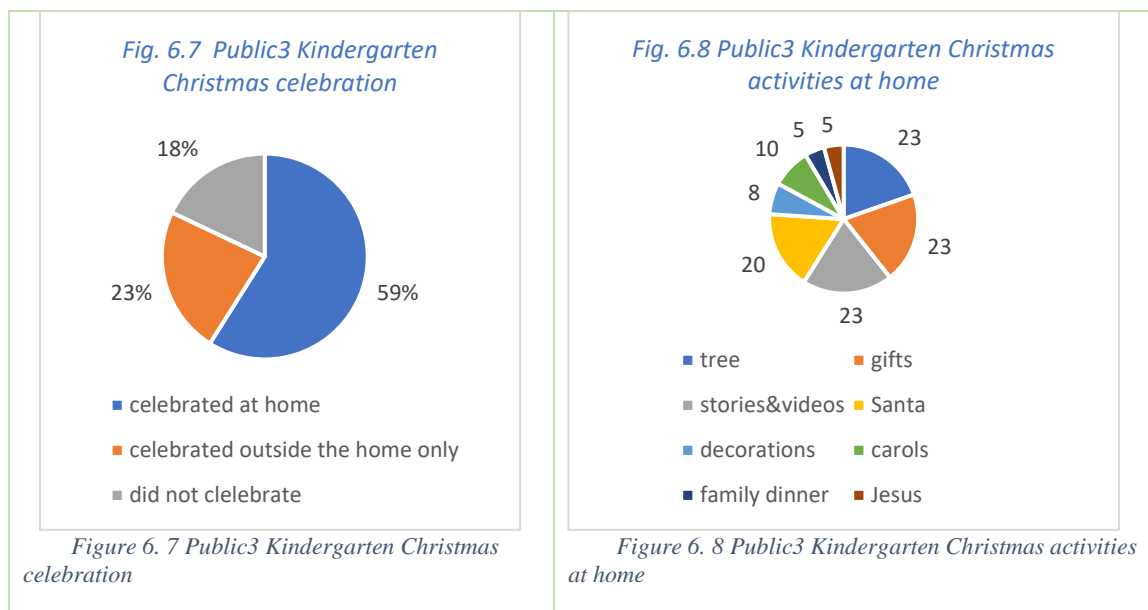 Fig. 6.7 Public3 Kindergarten
Christmas celebration
18%
23%
59%
celebrated at home
celebrated outside the home only
did not clelebrate
Figure 6. 7 Public3 Kindergarten Christmas
celebration
Fig. 6.8 Public3 Kindergarten Christmas
activities at home
5 5
10 23
8
20 23
23
tree gifts
stories&videos Santa
decorations carols
family dinner Jesus
Figure 6. 8 Public3 Kindergarten Christmas activities
at home